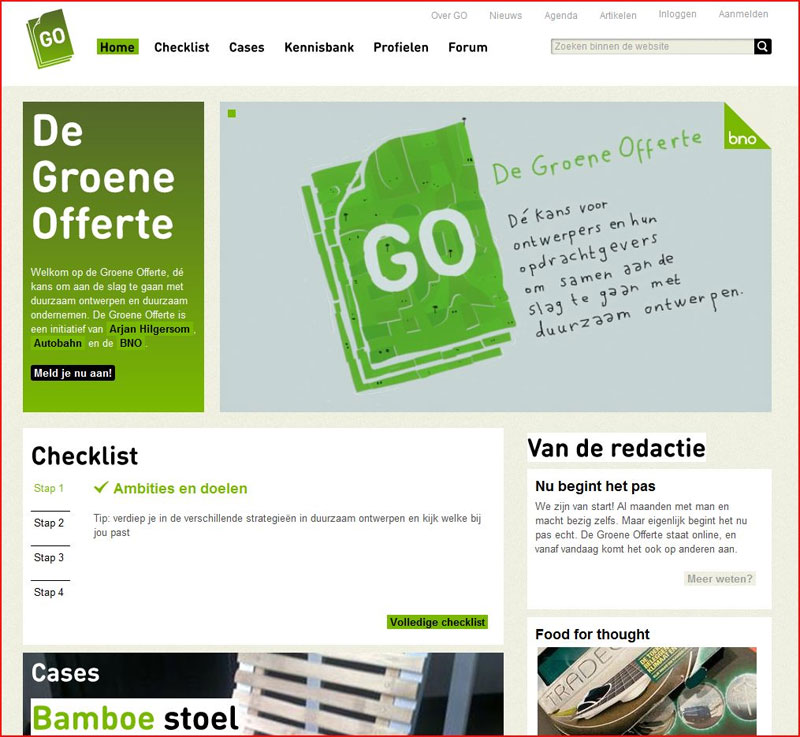 GO
Over GO Nieuws Agenda Artikelen Inloggen Aanmelden
Home Checklist Cases Kennisbank Profielen Forum
Zoeken binnen de website
De
Groene
Offerte
Welkom op de Groene Offerte, dé
kans om aan de slag te gaan met
duurzaam ontwerpen en duurzaam
ondernemen. De Groene Offerte is
een initiatief van Arjan Hilgersom,
Autobahn en de BNO.
Meld je nu aan!
GO
De Groene Offerte
Dé kans voor
ontwerpers en hun
opdrachtgevers
om samen aan de
slag te gaan met
duurzaam ontwerpen.
bno
Checklist
Stap 1
Stap 2
Stap 3
Stap 4
Ambities en doelen
Tip: verdiep je in de verschillende strategieën in duurzaam ontwerpen en kijk welke bij
jou past
Volledige checklist
Van de redactie
Nu begint het pas
We zijn van start! Al maanden met man en
macht bezig zelfs. Maar eigenlijk begint het nu
pas echt. De Groene Offerte staat online, en
vanaf vandaag komt het ook op anderen aan.
Meer weten?
Food for thought
TRADE
Cases
Bamboe stoel